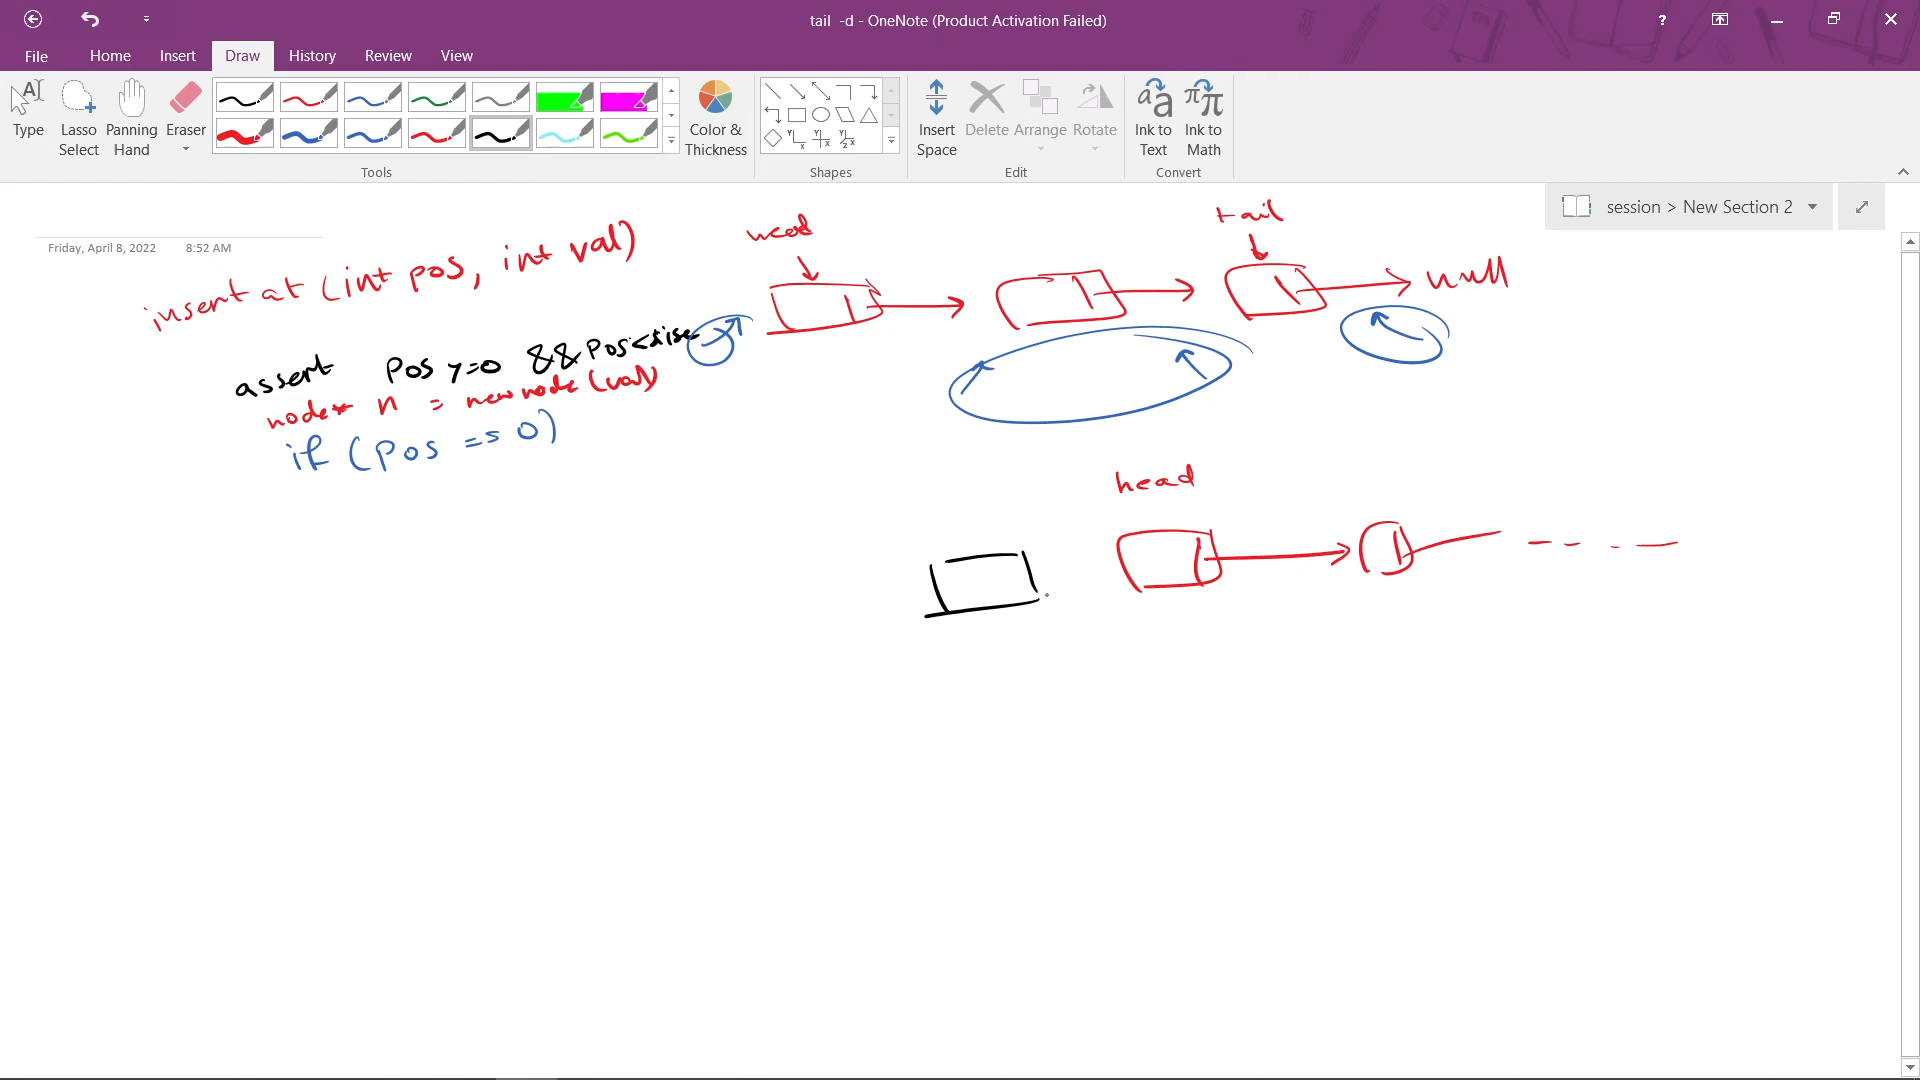 tail -d - OneNote (Product Activation Failed)
?
File Home Insert Draw History Review View
Type
Lasso Select
Panning Hand
Eraser
Color & Thickness
Insert Space
Delete
Arrange
Rotate
Ink to Text
Ink to Math
Tools
Shapes
Edit
Convert
session > New Section 2
Friday, April 8, 2022 8:52 AM
insert at (int pos, int val)
assert Pos >=0 && Pos<size
node* n = new node (val)
if (pos == 0)
head
tail
null
head